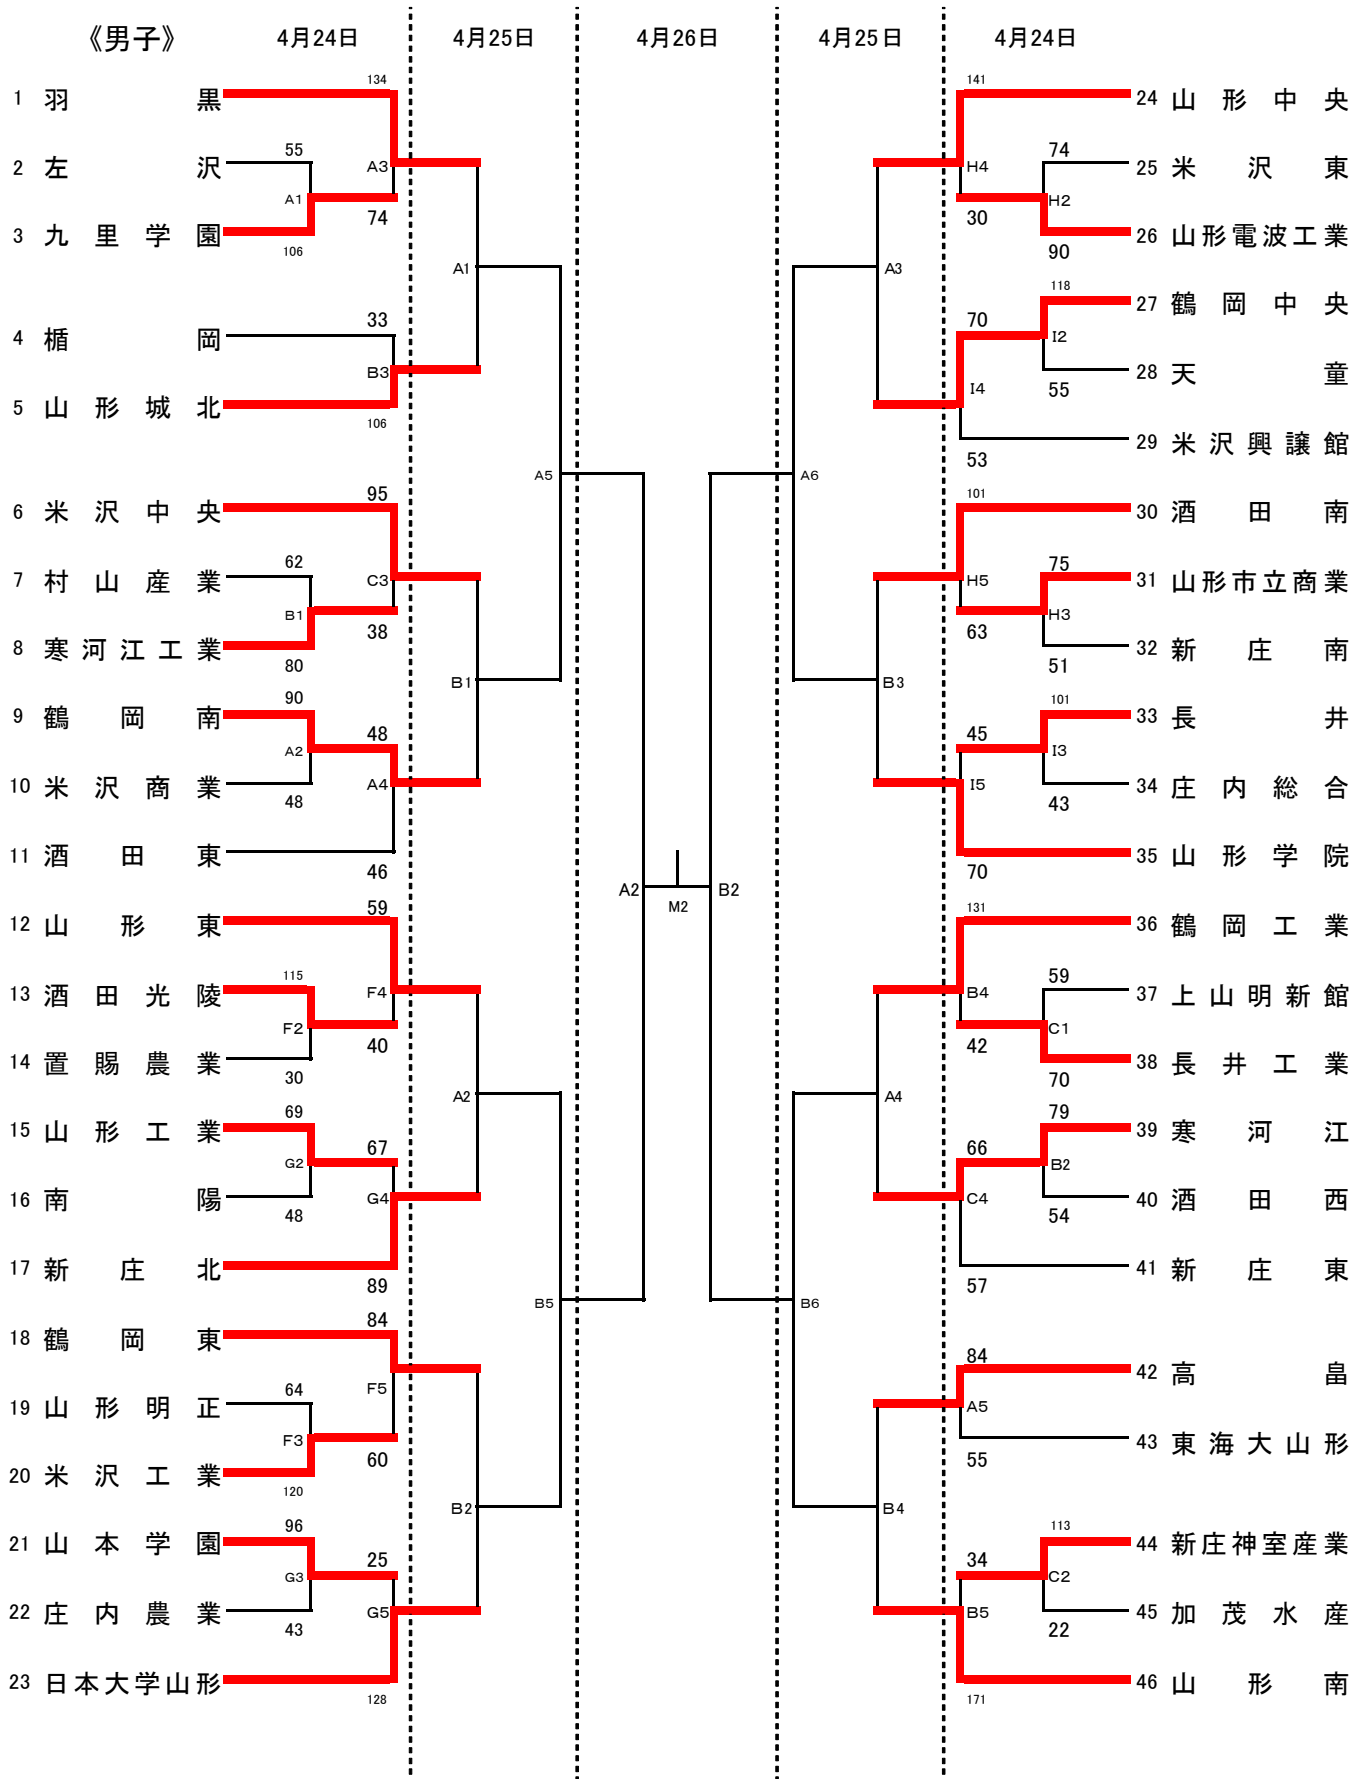 《男子》 4月24日 4月25日 4月26日 4月25日 4月24日
134 141
1 羽黒 24 山形中央
55 74
2 左沢 A3 H4 25 米沢東
A1 H2
74 30
3 九里学園 26 山形電波工業
106 90
A1 A3
118
27 鶴岡中央
33 70
4 楯岡 I2
B3 28 天童
I4 55
5 山形城北
106
29 米沢興譲館
53
A5 A6
95 101
6 米沢中央 30 酒田南
62 75
7 村山産業 C3 H5 31 山形市立商業
B1 H3
38 63
8 寒河江工業 32 新庄南
80 51
B1 B3
90 101
9 鶴岡南 33 長井
48 45
A2 I3
10 米沢商業 A4 I5 34 庄内総合
48 43
11 酒田東 35 山形学院
46 70
A2 B2
M2
59 131
12 山形東 36 鶴岡工業
115 59
13 酒田光陵 F4 B4 37 上山明新館
F2 C1
40 42
14 置賜農業 38 長井工業
30 70
A2 A4
69 79
15 山形工業 39 寒河江
67 66
G2 B2
16 南陽 G4 C4 40 酒田西
48 54
17 新庄北 41 新庄東
89 57
B5 B6
84
18 鶴岡東
84
42 高畠
64 F5
19 山形明正 A5
F3 43 東海大山形
60 55
20 米沢工業
120
B2 B4
96 113
21 山本学園 44 新庄神室産業
25 34
G3 C2
22 庄内農業 G5 B5 45 加茂水産
43 22
23 日本大学山形 46 山形南
128 171